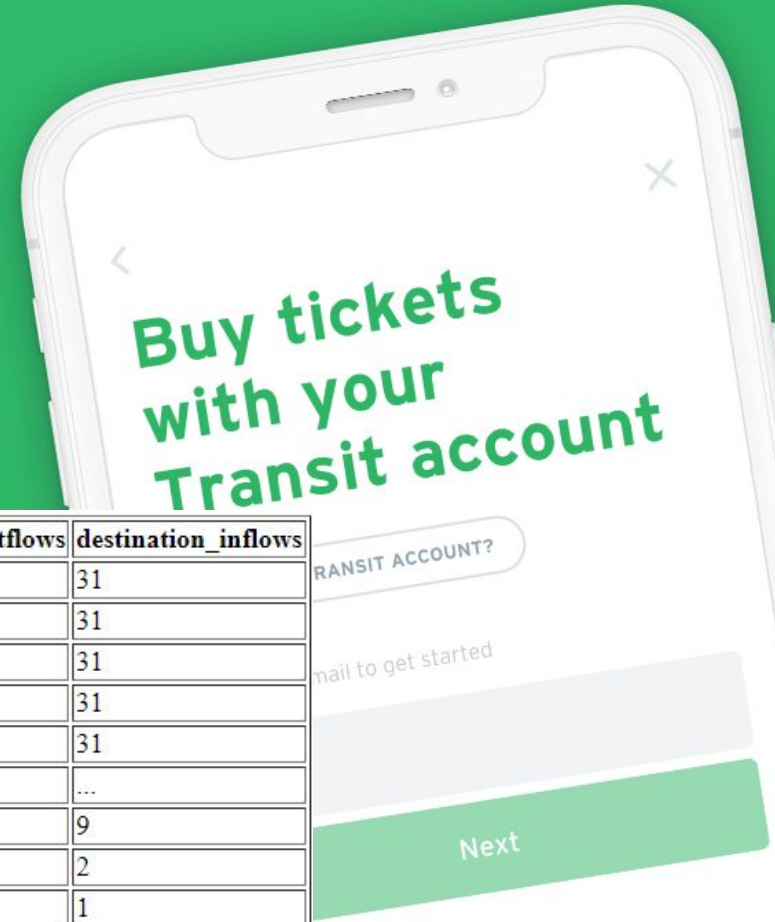 Buy tickets
with your
Transit account
RANSIT ACCOUNT?
mail to get started
Next
tflows destination_inflows
31
31
31
31
31
...
9
2
1